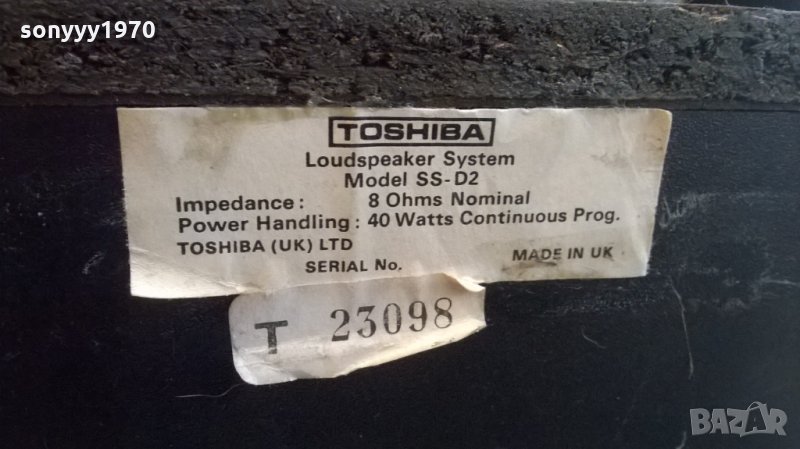 sonyyy1970
TOSHIBA
Loudspeaker System
Model SS-D2
Impedance: 8 Ohms Nominal
Power Handling: 40 Watts Continuous Prog.
TOSHIBA (UK) LTD
MADE IN UK
SERIAL No.
T 23098
BAZAR